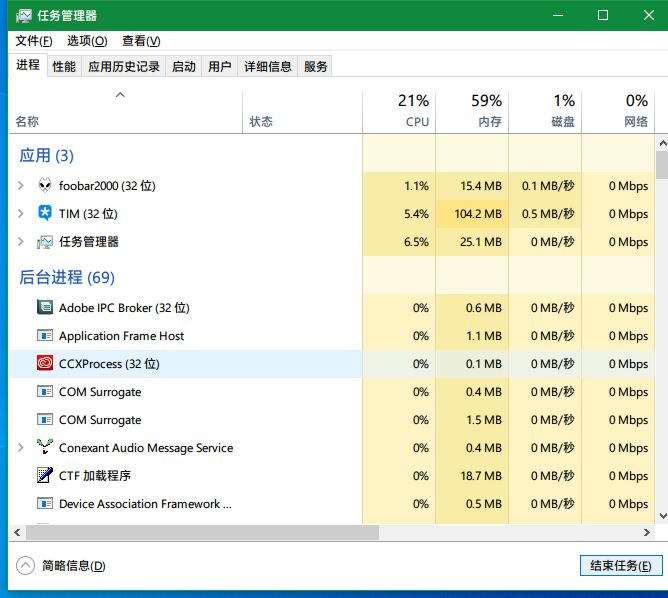 任务管理器
文件(F) 选项(O) 查看(V)
进程 性能 应用历史记录 启动 用户 详细信息 服务
21% 59% 1% 0%
名称 状态 CPU 内存 磁盘 网络
应用 (3)
foobar2000 (32 位) 1.1% 15.4 MB 0.1 MB/秒 0 Mbps
TIM (32 位) 5.4% 104.2 MB 0.5 MB/秒 0 Mbps
任务管理器 6.5% 25.1 MB 0 MB/秒 0 Mbps
后台进程 (69)
Adobe IPC Broker (32 位) 0% 0.6 MB 0 MB/秒 0 Mbps
Application Frame Host 0% 1.1 MB 0 MB/秒 0 Mbps
CCXProcess (32 位) 0% 0.1 MB 0 MB/秒 0 Mbps
COM Surrogate 0% 0.4 MB 0 MB/秒 0 Mbps
COM Surrogate 0% 1.5 MB 0 MB/秒 0 Mbps
Conexant Audio Message Service 0% 0.4 MB 0 MB/秒 0 Mbps
CTF 加载程序 0% 18.7 MB 0 MB/秒 0 Mbps
Device Association Framework ... 0% 0.5 MB 0 MB/秒 0 Mbps
简略信息(D) 结束任务(E)